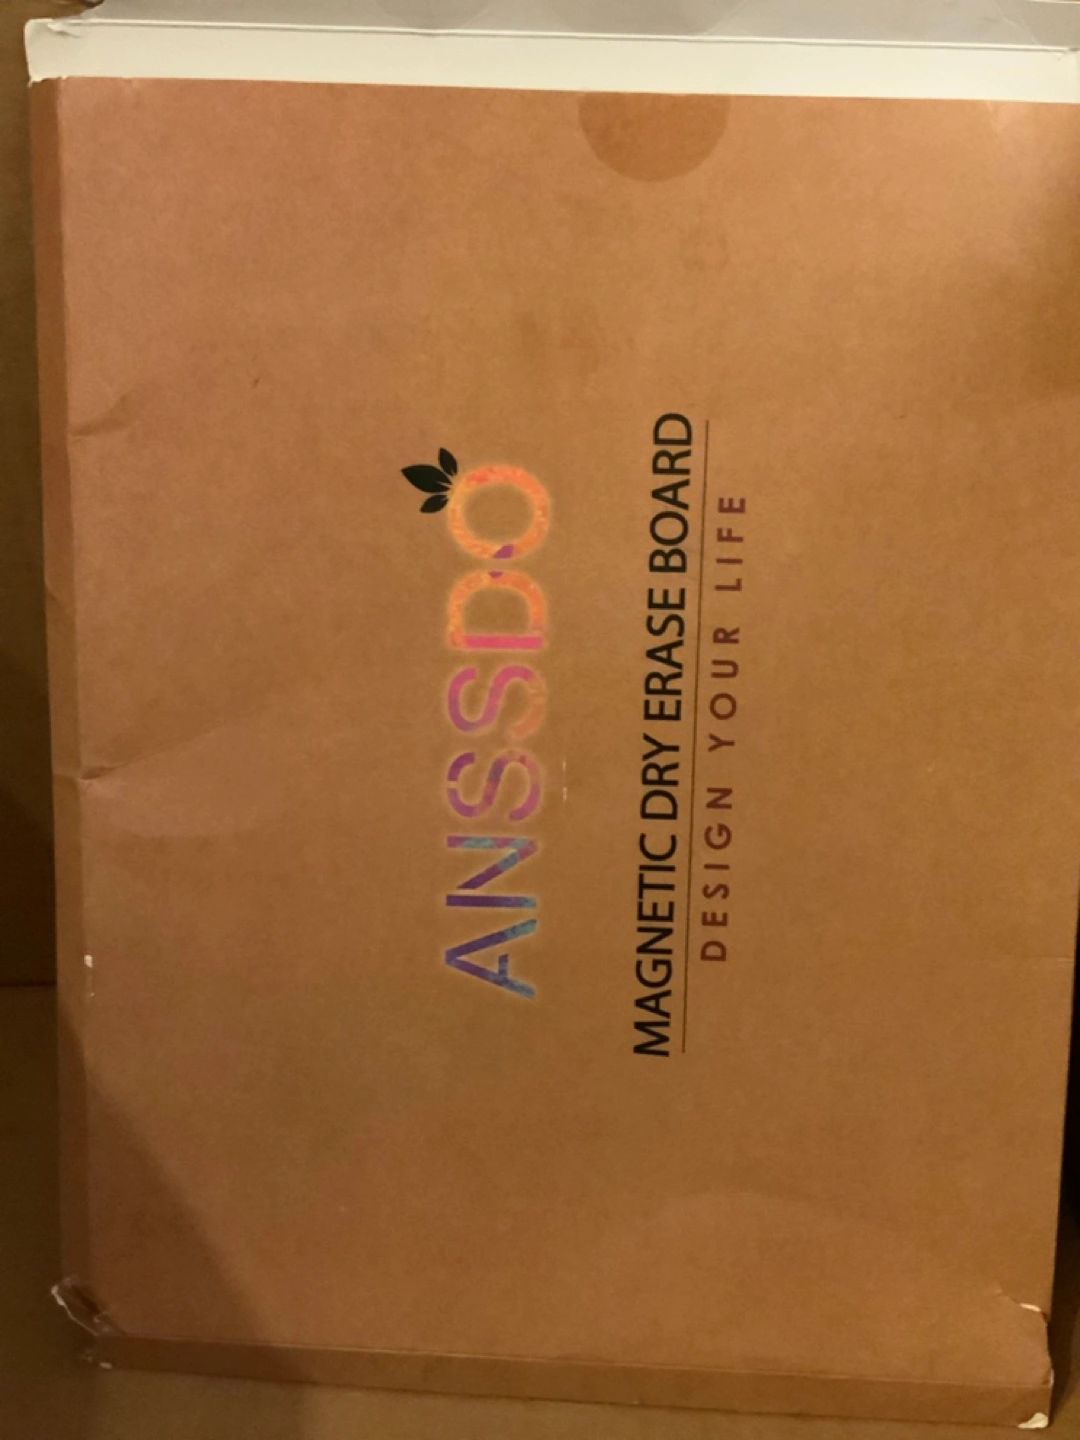 ANSSDO
MAGNETIC DRY ERASE BOARD
DESIGN YOUR LIFE